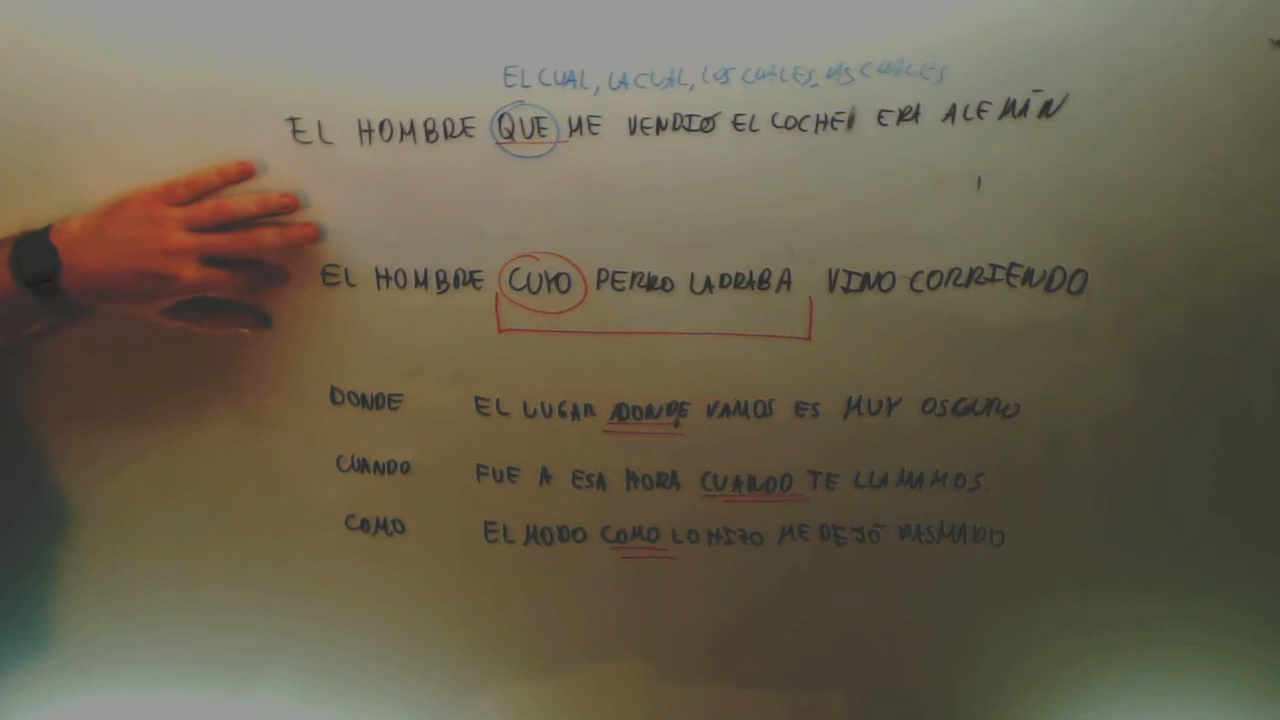 EL CUAL, LA CUAL, LOS CUALES, LAS CUALES
EL HOMBRE QUE ME VENDIÓ EL COCHE ERA ALEMÁN
EL HOMBRE CUYO PERRO LADRABA VINO CORRIENDO
DONDE EL LUGAR DONDE VAMOS ES MUY OSCURO
CUANDO FUE A ESA HORA CUANDO TE LLAMAMOS.
COMO EL MODO COMO LO HIZO ME DEJÓ PASMADO